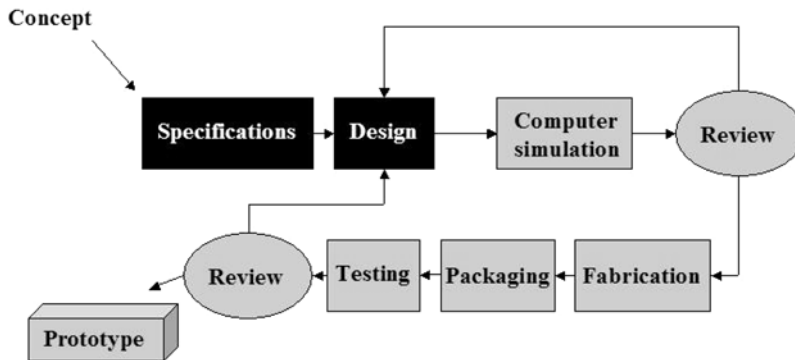 Concept
Specifications
Design
Computer
simulation
Review
Review
Testing
Packaging
Fabrication
Prototype